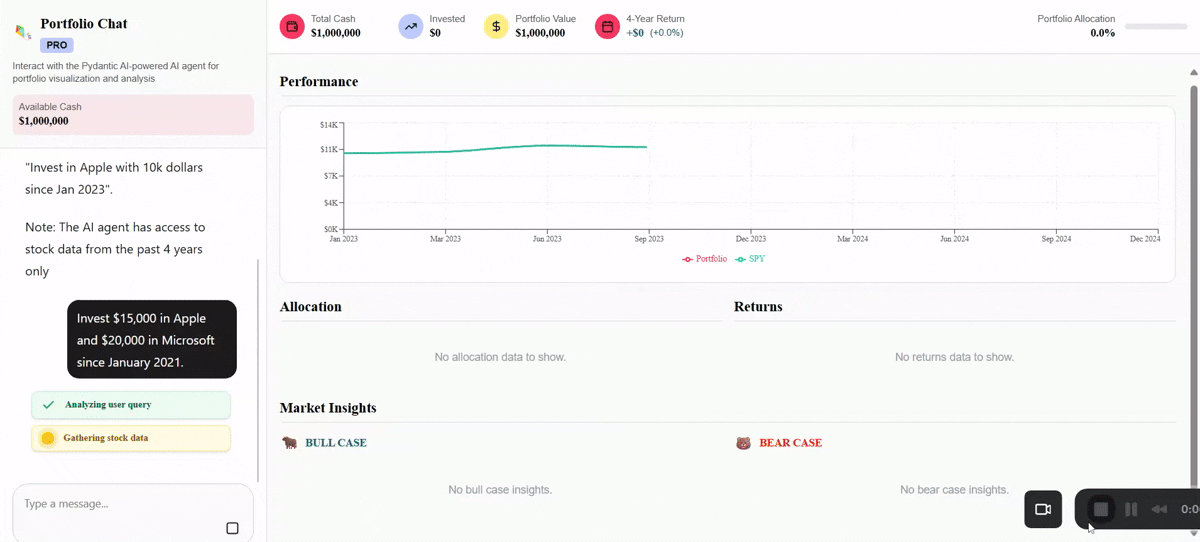 Portfolio Chat
PRO
Interact with the Pydantic AI-powered AI agent for
portfolio visualization and analysis
Available Cash
$1,000,000
"Invest in Apple with 10k dollars
since Jan 2023".
Note: The AI agent has access to
stock data from the past 4 years
only
Invest $15,000 in Apple
and $20,000 in Microsoft
since January 2021.
Analyzing user query
Gathering stock data
Type a message...
Total Cash
$1,000,000
Invested
$0
Portfolio Value
$1,000,000
4-Year Return
+$0 (+0.0%)
Portfolio Allocation
0.0%
Performance
$14K
$11K
$7K
$4K
$0K
Jan 2023 Mar 2023 Jun 2023 Sep 2023 Dec 2023 Mar 2024 Jun 2024 Sep 2024 Dec 2024
Portfolio SPY
Allocation
No allocation data to show.
Returns
No returns data to show.
Market Insights
BULL CASE
No bull case insights.
BEAR CASE
No bear case insights.